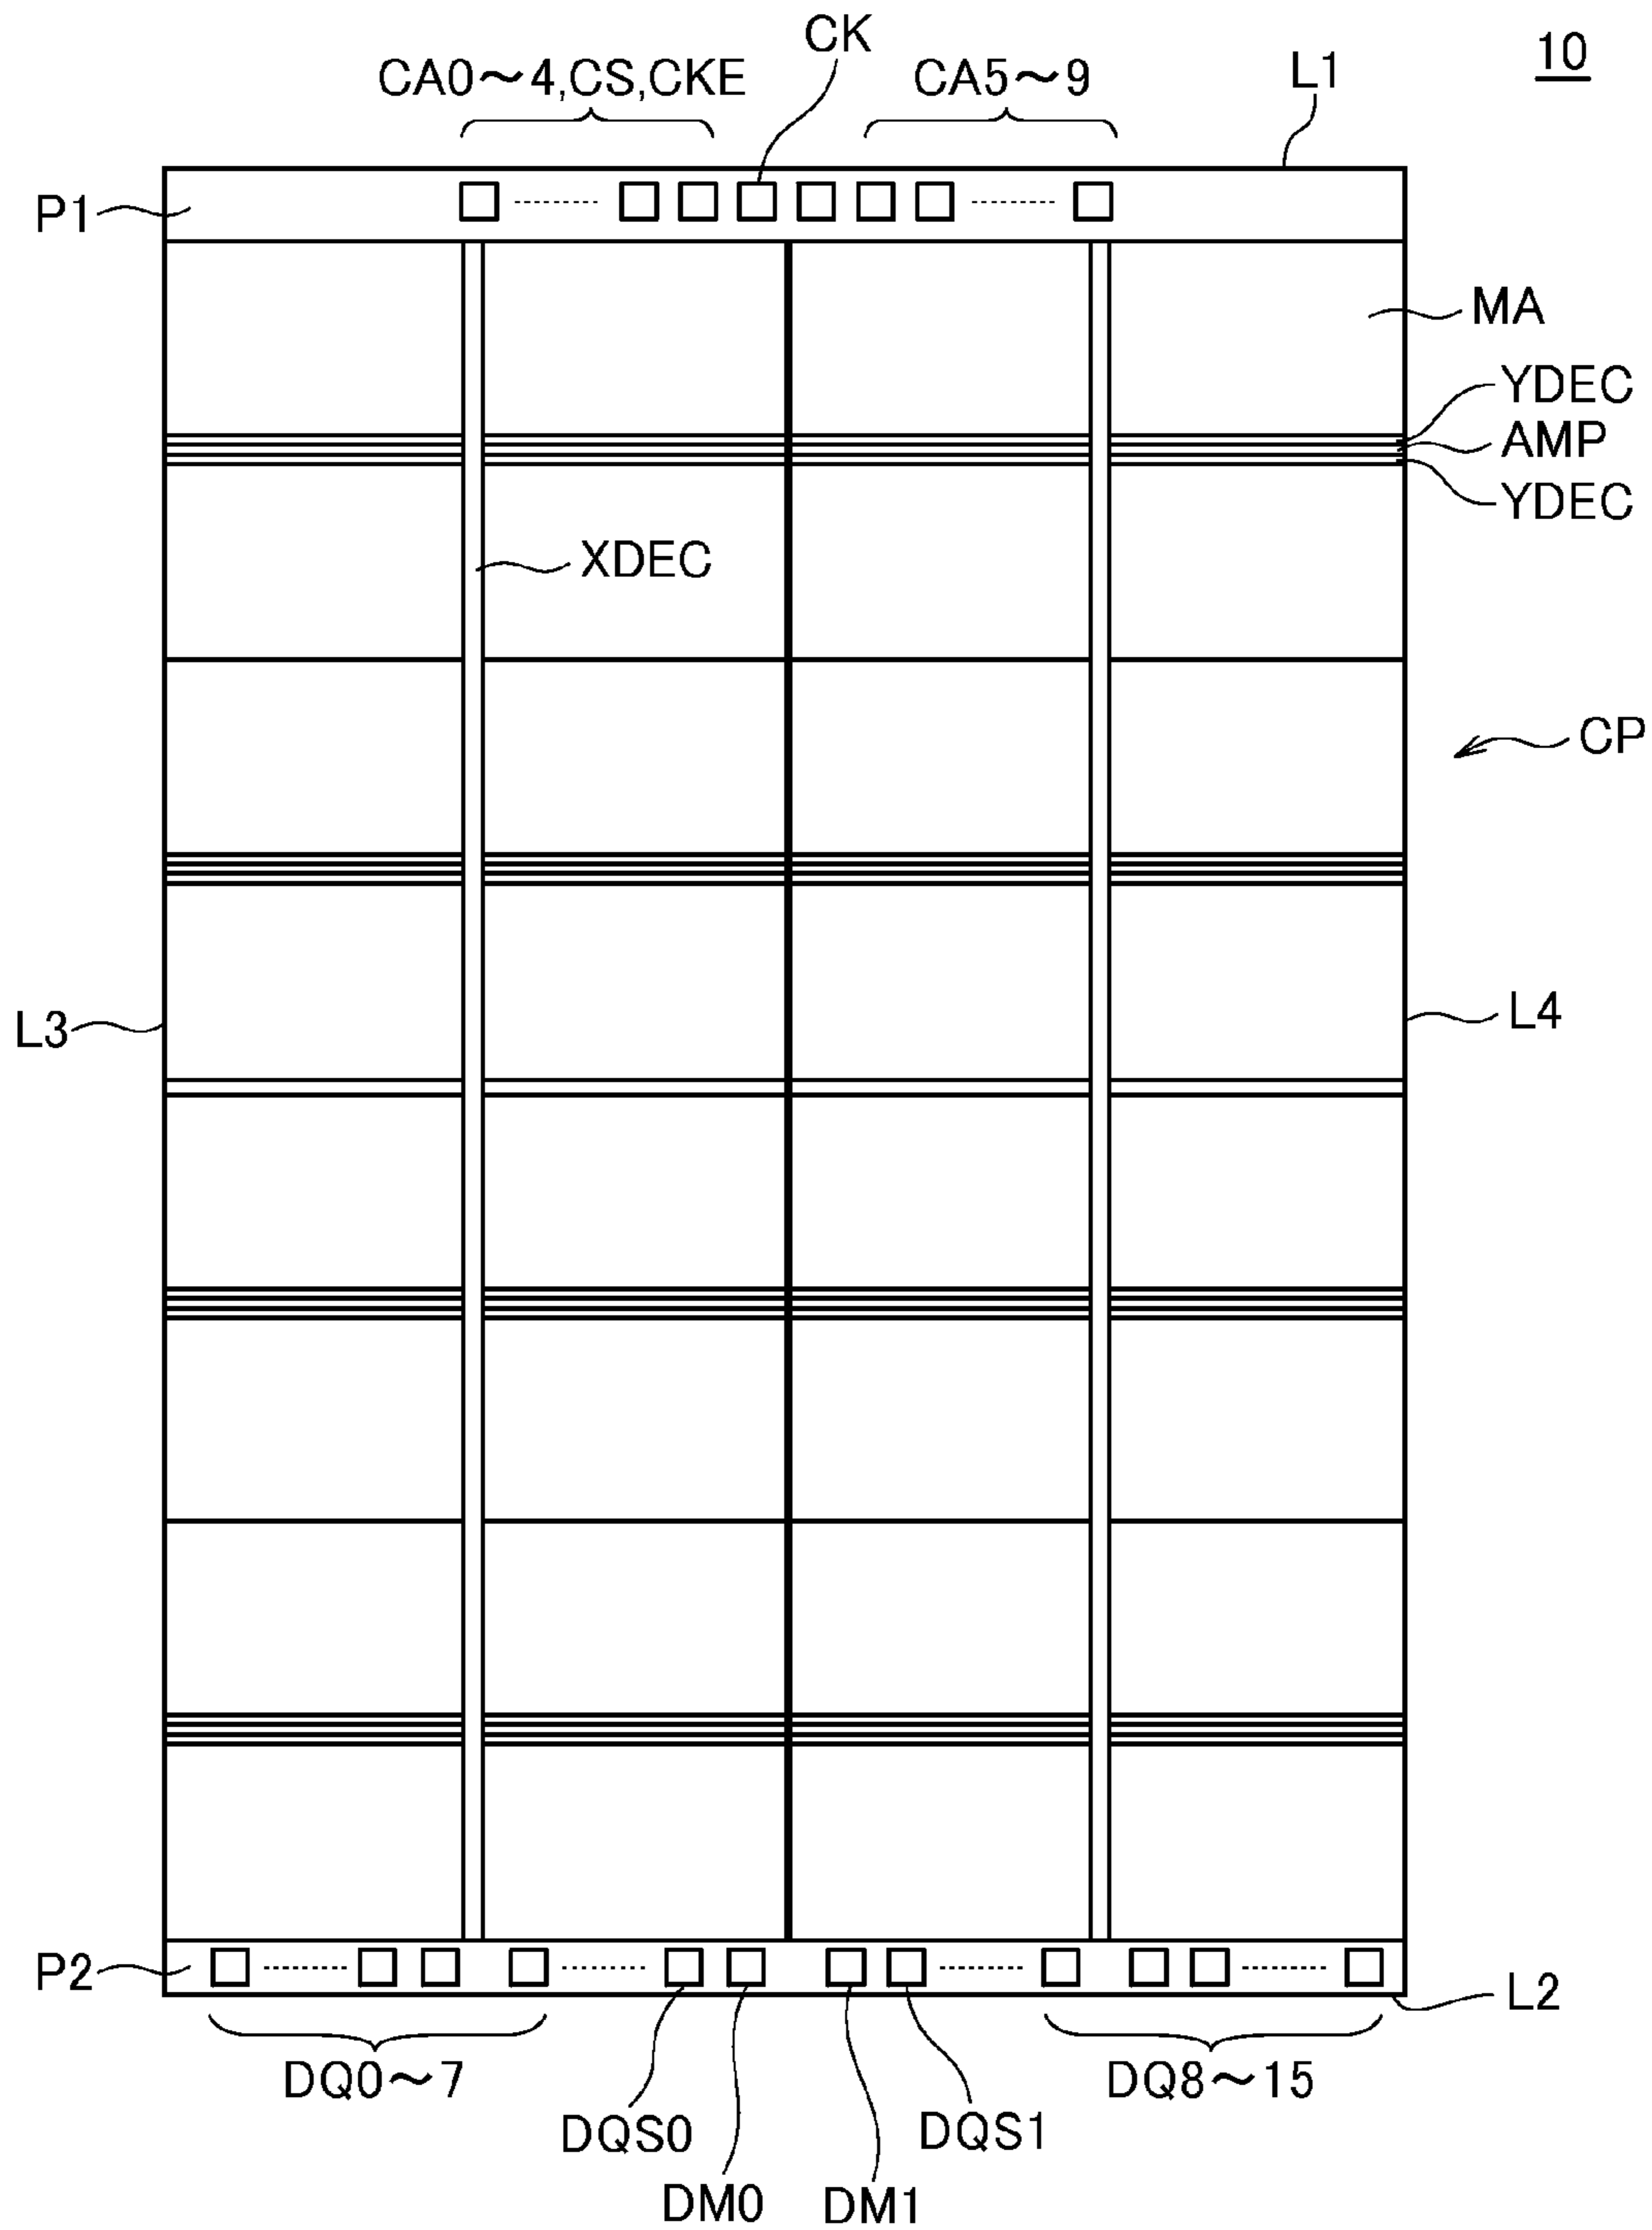 CK
10
CA0～4,CS,CKE
CA5～9
L1
P1
MA
YDEC
AMP
YDEC
XDEC
CP
L3
L4
P2
L2
DQ0～7
DQ8～15
DQS0
DQS1
DM0
DM1